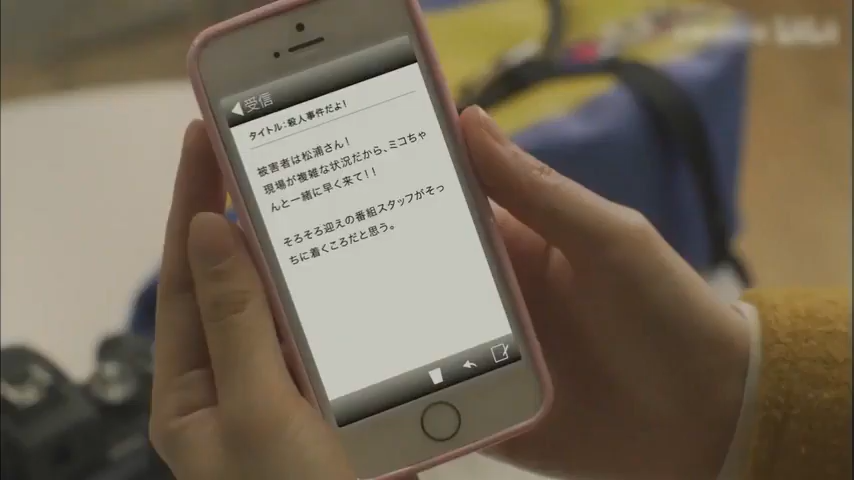 受信
タイトル:殺人事件だよ!
被害者は松浦さん!
現場が複雑な状況だから、ミコちゃ
んと一緒に早く来て!!
そろそろ迎えの番組スタッフがそっ
ちに着くころだと思う。